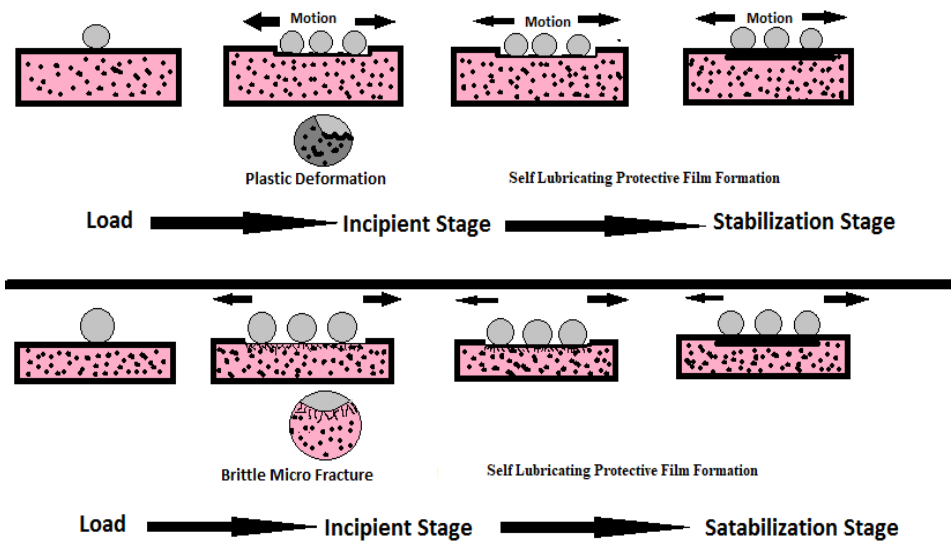 Motion
Motion
Motion
Plastic Deformation
Self Lubricating Protective Film Formation
Load
Incipient Stage
Stabilization Stage
Brittle Micro Fracture
Self Lubricating Protective Film Formation
Load
Incipient Stage
Satabilization Stage